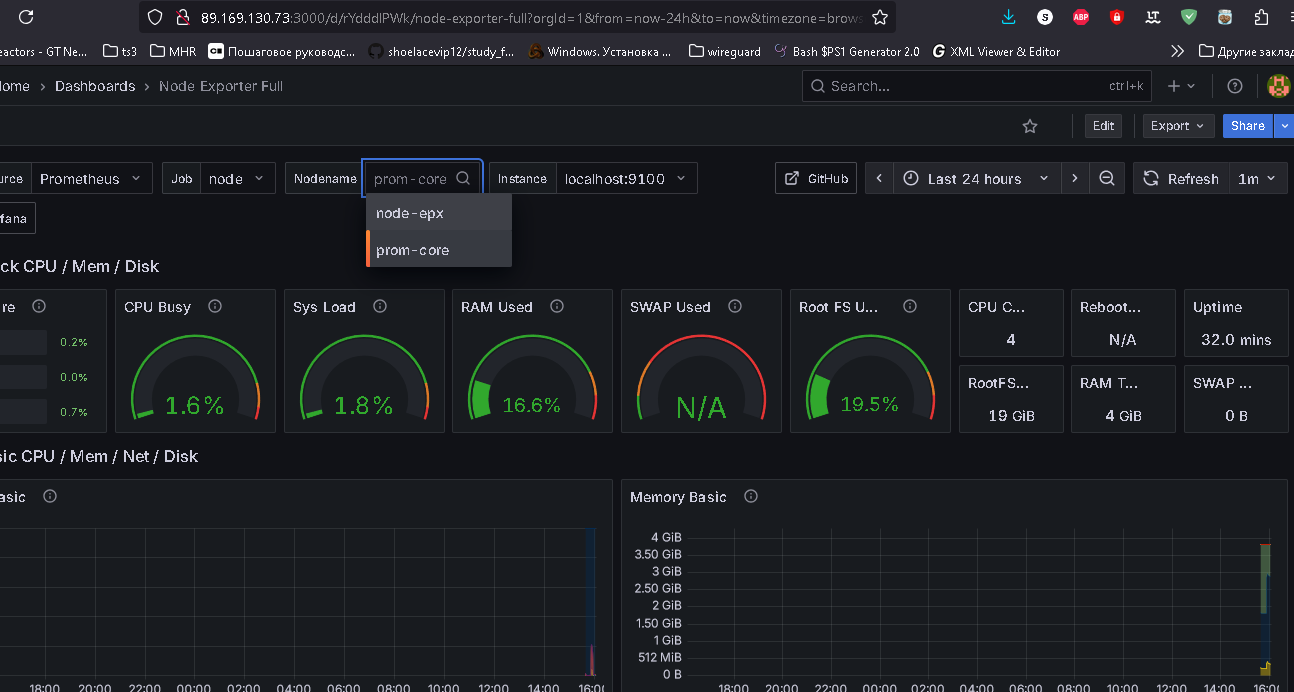 89.169.130.73:3000/d/rYdddlPWk/node-exporter-full?orgId=1&from=now-24h&to=now&timezone=brows
S ABP
eactors - GT Ne... ts3 MHR Пошаговое руководс... shoelacevip12/study_f... Windows. Установка ... wireguard Bash $PS1 Generator 2.0 G XML Viewer & Editor Другие заклад
ome > Dashboards > Node Exporter Full Search... ctrl+k
Edit Export Share
urce Prometheus Job node Nodename prom-core Instance localhost:9100 GitHub Last 24 hours Refresh 1m
fana
node-epx
prom-core
ck CPU / Mem / Disk
re CPU Busy Sys Load RAM Used SWAP Used Root FS U... CPU C... Reboot... Uptime
0.2% 4 N/A 32.0 mins
0.0% RootFS... RAM T... SWAP ...
0.7% 1.6% 1.8% 16.6% N/A 19.5% 19 GiB 4 GiB 0 B
sic CPU / Mem / Net / Disk
asic Memory Basic
4 GiB
3.50 GiB
3 GiB
2.50 GiB
2 GiB
1.50 GiB
1 GiB
512 MiB
0 B
18:00 20:00 22:00 00:00 02:00 04:00 06:00 08:00 10:00 12:00 14:00 16:00 18:00 20:00 22:00 00:00 02:00 04:00 06:00 08:00 10:00 12:00 14:00 16:00